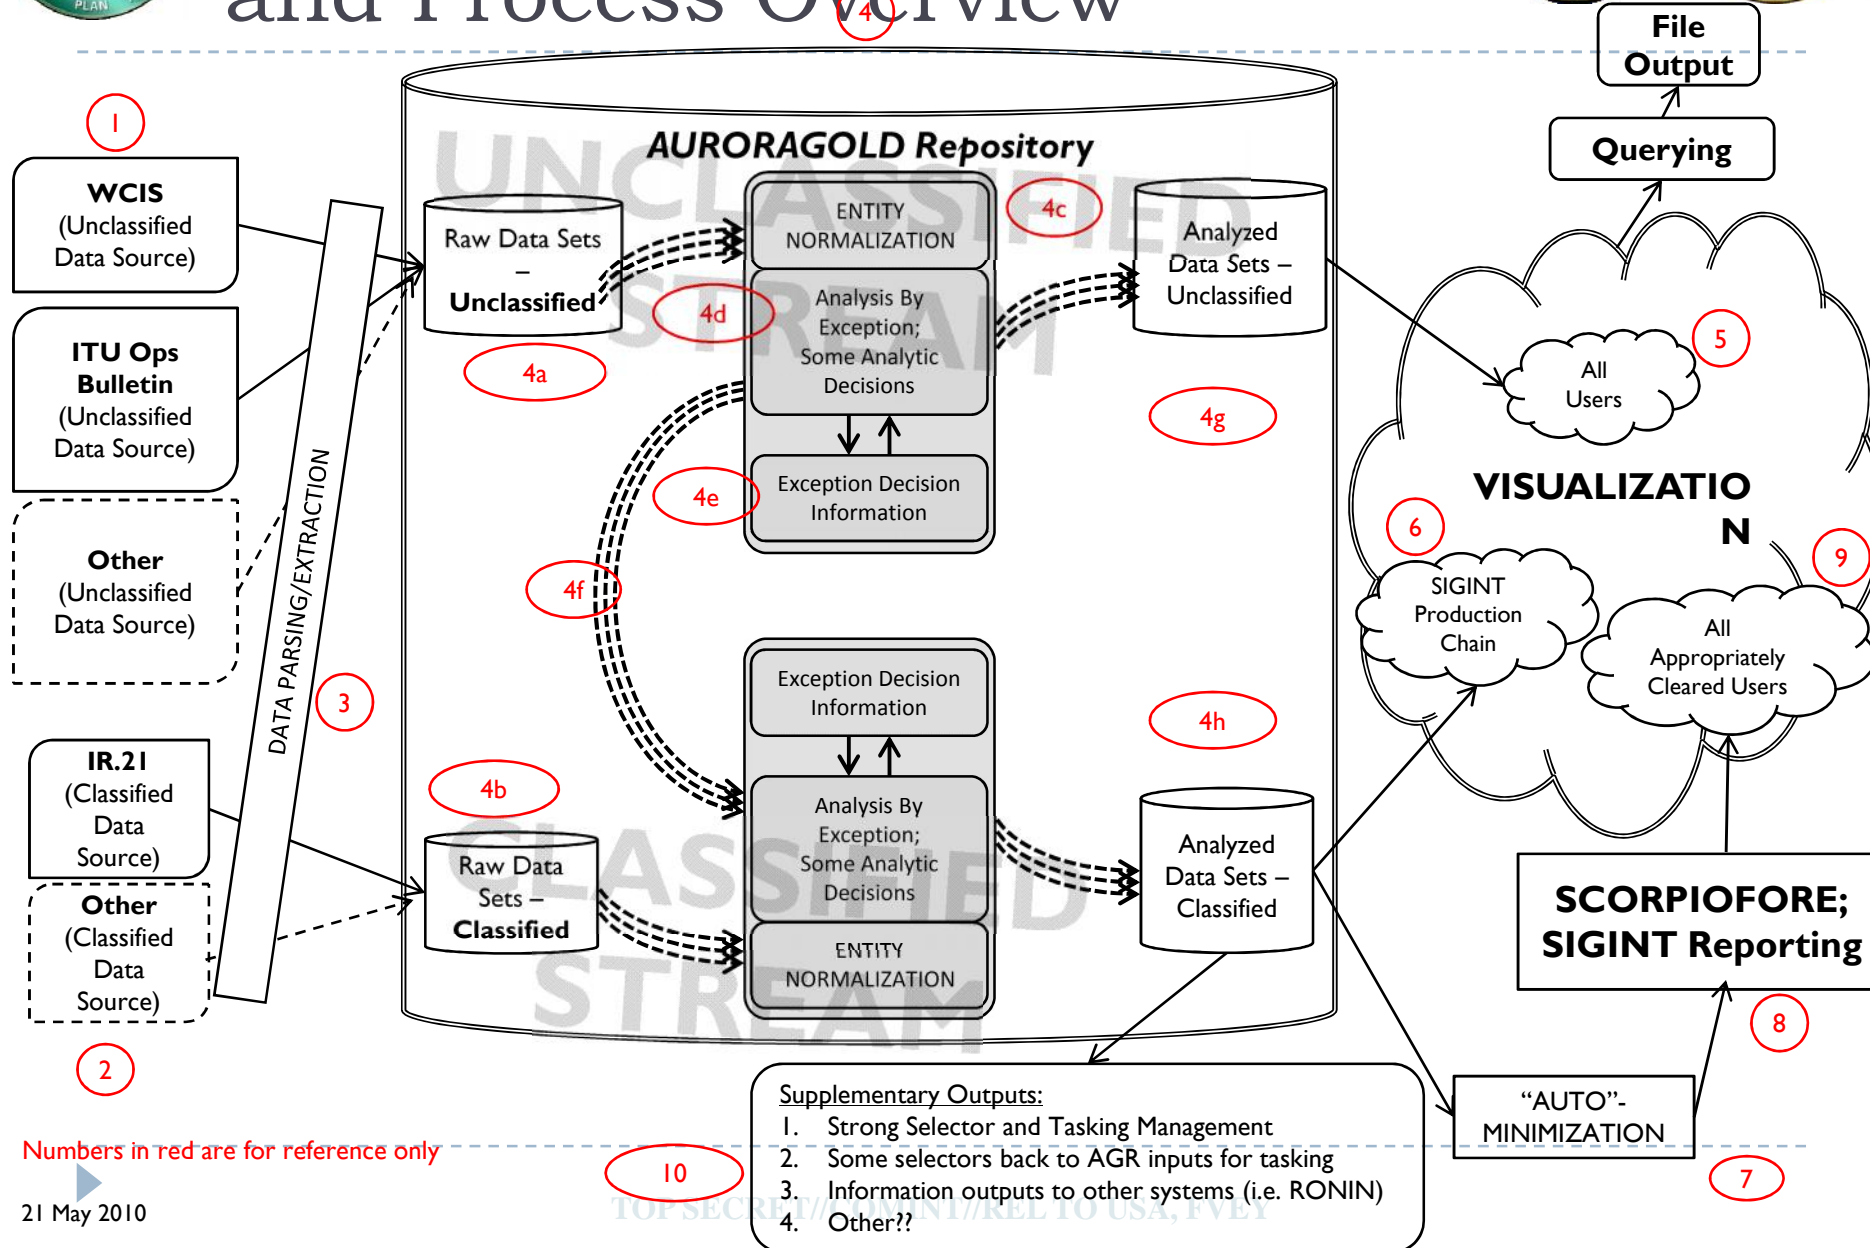 PLAN
and Process Overview
4
File
Output
Querying
1
WCIS
(Unclassified
Data Source)
ITU Ops
Bulletin
(Unclassified
Data Source)
Other
(Unclassified
Data Source)
IR.21
(Classified
Data
Source)
Other
(Classified
Data
Source)
2
DATA PARSING/EXTRACTION
3
AURORAGOLD Repository
UNCLASSIFIED
STREAM
Raw Data Sets
–
Unclassified
4a
ENTITY
NORMALIZATION
4c
4d
Analysis By
Exception;
Some Analytic
Decisions
4e
Exception Decision
Information
Analyzed
Data Sets –
Unclassified
4g
4f
Exception Decision
Information
4h
4b
CLASSIFIED
STREAM
Raw Data
Sets –
Classified
Analysis By
Exception;
Some Analytic
Decisions
ENTITY
NORMALIZATION
Analyzed
Data Sets –
Classified
5
All
Users
VISUALIZATIO
N
6
SIGINT
Production
Chain
9
All
Appropriately
Cleared Users
SCORPIOFORE;
SIGINT Reporting
8
"AUTO"-
MINIMIZATION
7
Supplementary Outputs:
1. Strong Selector and Tasking Management
2. Some selectors back to AGR inputs for tasking
3. Information outputs to other systems (i.e. RONIN)
4. Other??
10
Numbers in red are for reference only
21 May 2010
TOP SECRET//COMINT//REL TO USA, FVEY